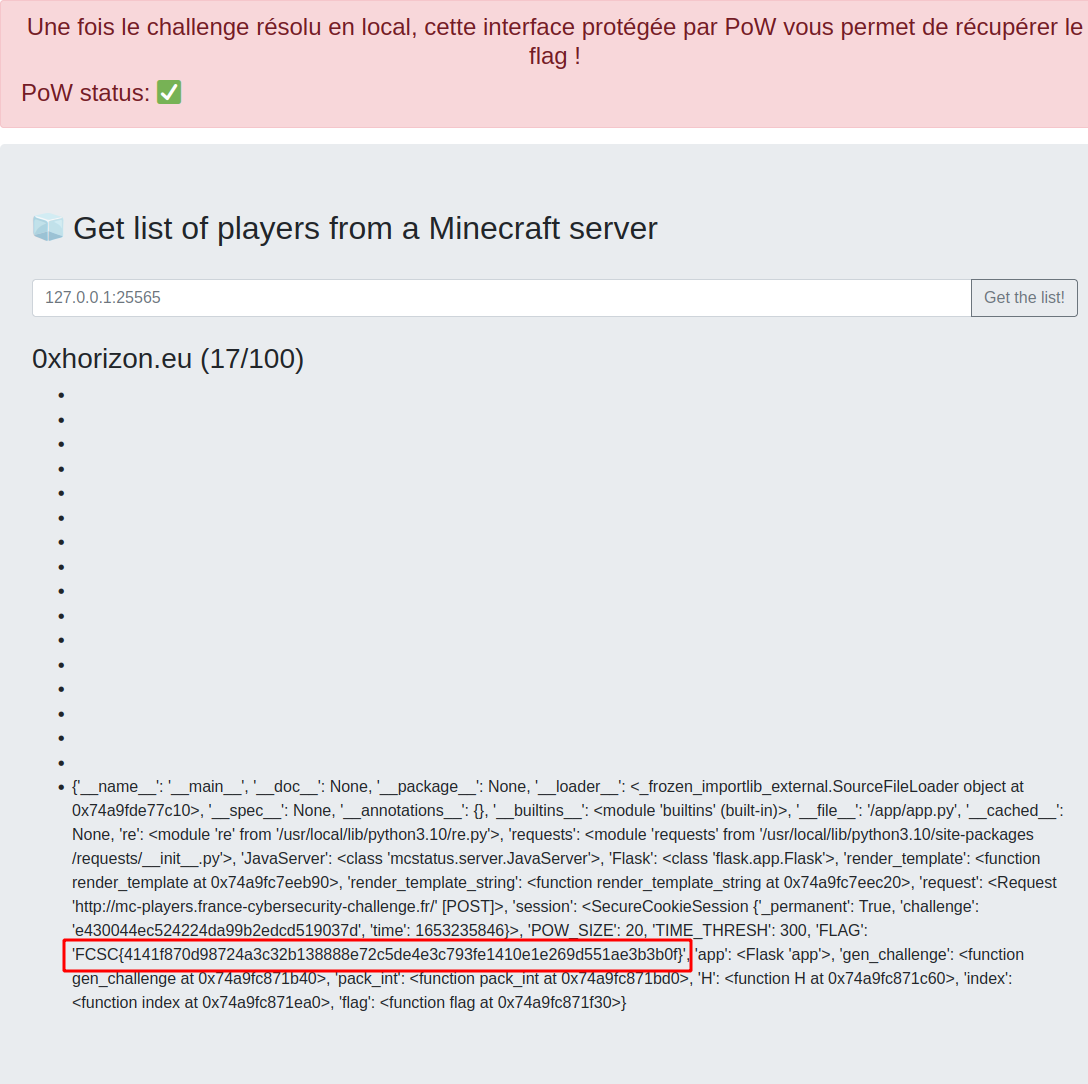 Une fois le challenge résolu en local, cette interface protégée par PoW vous permet de récupérer le
flag !
PoW status: ✅
Get list of players from a Minecraft server
127.0.0.1:25565
Get the list!
0xhorizon.eu (17/100)
{'__name__': '__main__', '__doc__': None, '__package__': None, '__loader__': <_frozen_importlib_external.SourceFileLoader object at
0x74a9fde77c10>, '__spec__': None, '__annotations__': {}, '__builtins__': <module 'builtins' (built-in)>, '__file__': '/app/app.py', '__cached__':
None, 're': <module 're' from '/usr/local/lib/python3.10/re.py'>, 'requests': <module 'requests' from '/usr/local/lib/python3.10/site-packages
/requests/__init__.py'>, 'JavaServer': <class 'mcstatus.server.JavaServer'>, 'Flask': <class 'flask.app.Flask'>, 'render_template': <function
render_template at 0x74a9fc7eeb90>, 'render_template_string': <function render_template_string at 0x74a9fc7eec20>, 'request': <Request
'http://mc-players.france-cybersecurity-challenge.fr/' [POST]>, 'session': <SecureCookieSession {'_permanent': True, 'challenge':
'e430044ec524224da99b2edcd519037d', 'time': 1653235846}>, 'POW_SIZE': 20, 'TIME_THRESH': 300, 'FLAG':
'FCSC{4141f870d98724a3c32b138888e72c5de4e3c793fe1410e1e269d551ae3b3b0f}', 'app': <Flask 'app'>, 'gen_challenge': <function
gen_challenge at 0x74a9fc871b40>, 'pack_int': <function pack_int at 0x74a9fc871bd0>, 'H': <function H at 0x74a9fc871c60>, 'index':
<function index at 0x74a9fc871ea0>, 'flag': <function flag at 0x74a9fc871f30>}